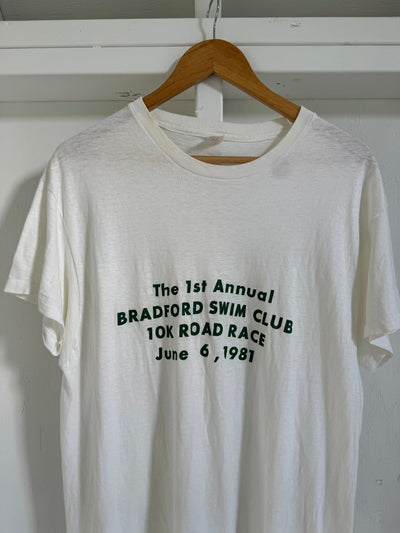 The 1st Annual
BRADFORD SWIM CLUB
10K ROAD RACE
June 6, 1981